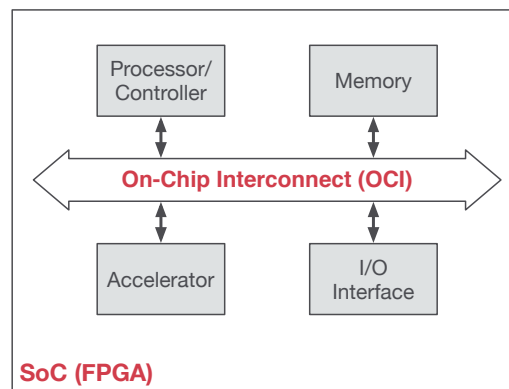 Processor/
Controller
Memory
On-Chip Interconnect (OCI)
Accelerator
I/O
Interface
SoC (FPGA)